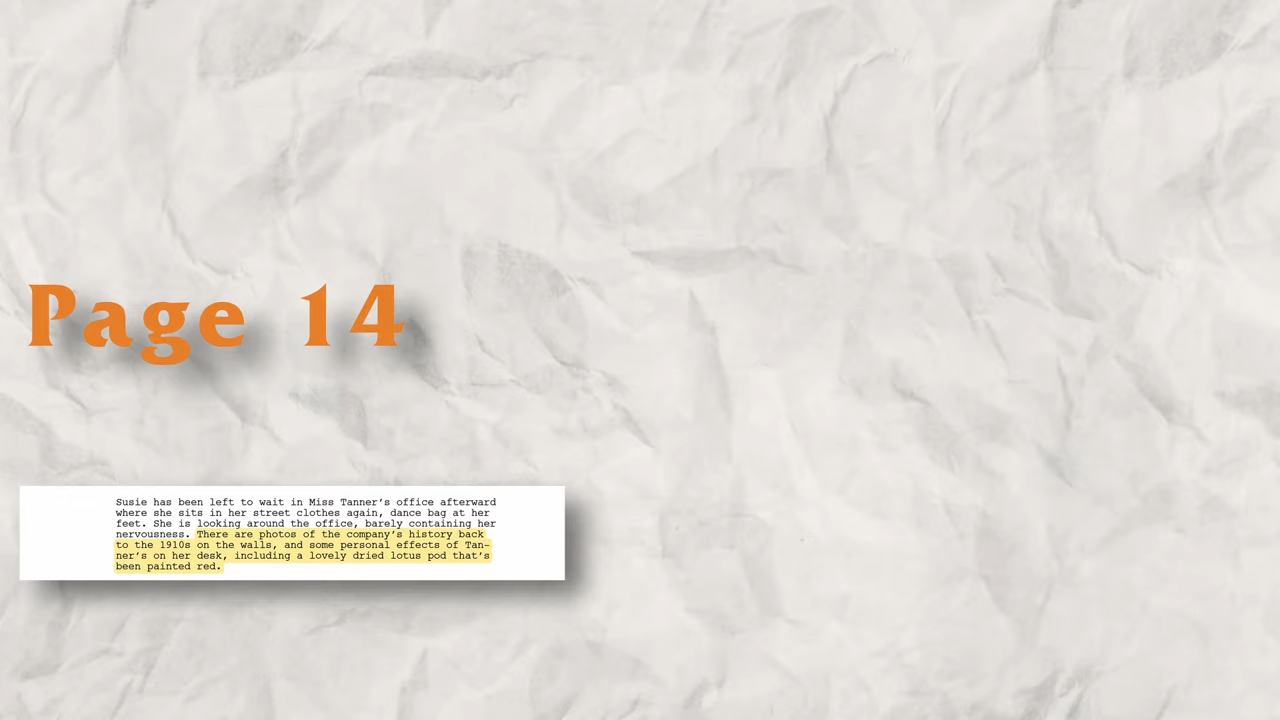 Page 14
Susie has been left to wait in Miss Tanner's office afterward
where she sits in her street clothes again, dance bag at her
feet. She is looking around the office, barely containing her
nervousness. There are photos of the company's history back
to the 1910s on the walls, and some personal effects of Tan-
ner's on her desk, including a lovely dried lotus pod that's
been painted red.